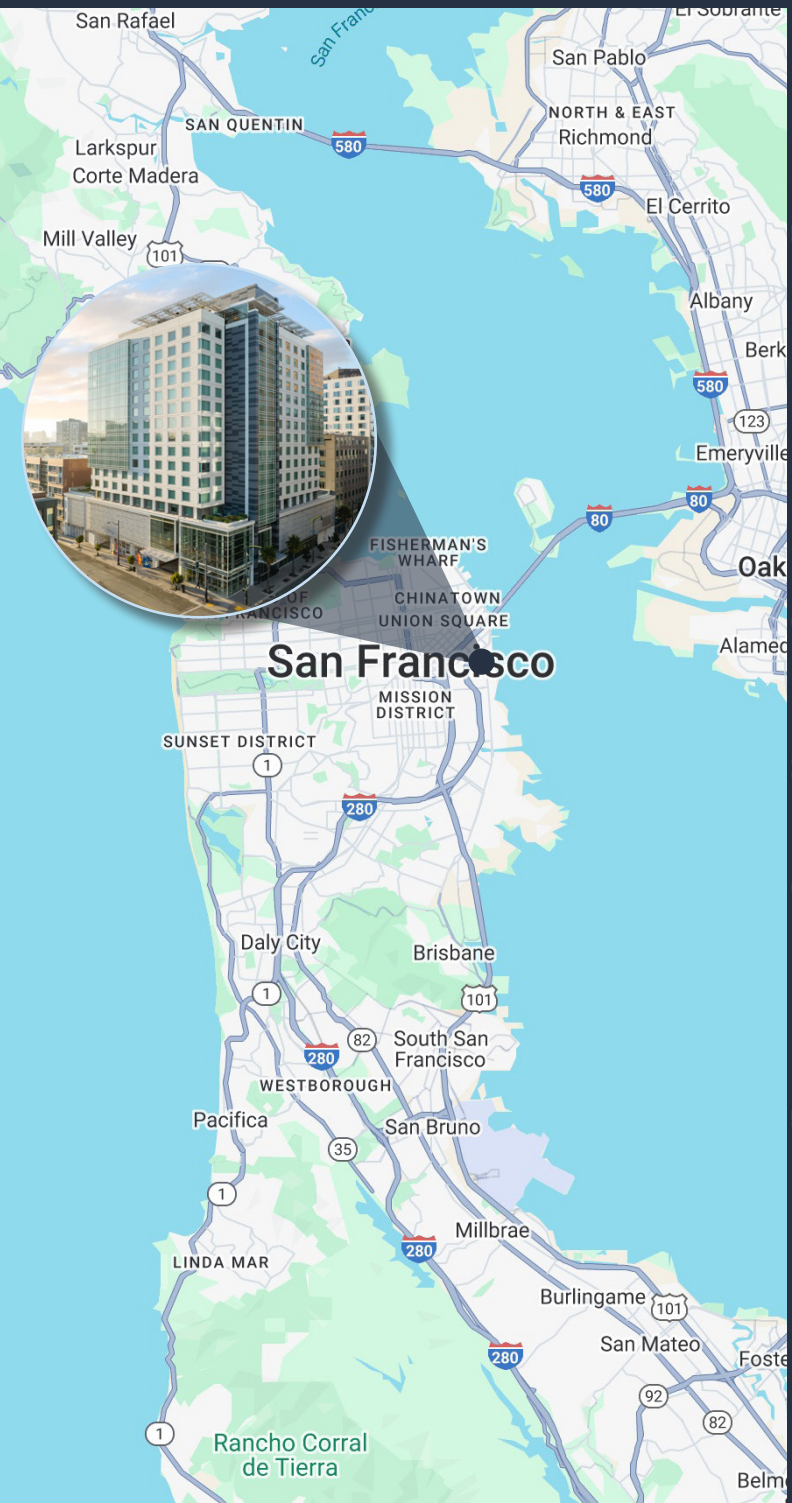 San Rafael
San Franc
El Sobrante
San Pablo
SAN QUENTIN
580
NORTH & EAST
Richmond
Larkspur
Corte Madera
580
El Cerrito
Mill Valley
101
Albany
Berk
580
123
Emeryville
80
80
FISHERMAN'S
WHARF
Oak
OF
FRANCISCO
CHINATOWN
UNION SQUARE
Alamed
San Francisco
MISSION
DISTRICT
SUNSET DISTRICT
1
280
Daly City
Brisbane
1
101
82
South San
Francisco
280
WESTBOROUGH
Pacifica
San Bruno
35
1
Millbrae
280
LINDA MAR
Burlingame
101
San Mateo
280
Foste
92
82
1
Rancho Corral
de Tierra
Belm